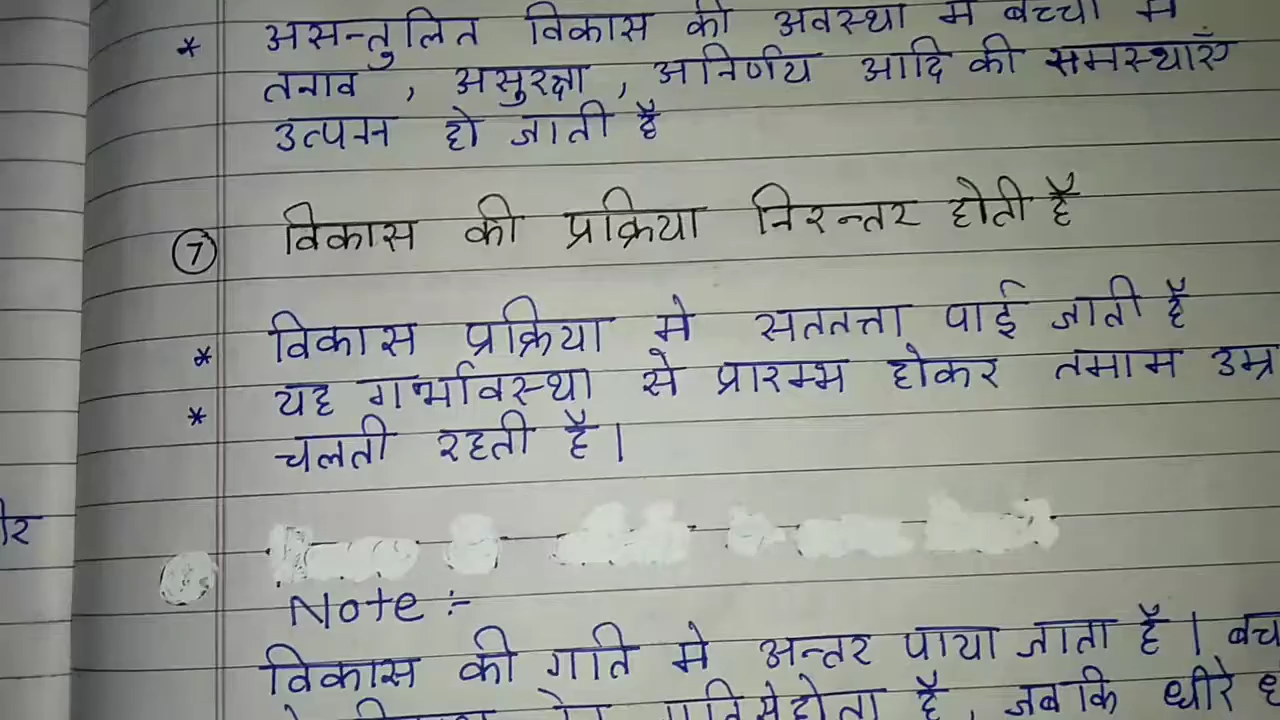 * असन्तुलित विकास की अवस्था में बच्चों में
तनाव , असुरक्षा , अनिर्णय आदि की समस्थाएँ
उत्पन्न हो जाती है
7 विकास की प्रक्रिया निरन्तर होती है
* विकास प्रक्रिया मे सततत्ता पाई जाती है
* यह गर्भावस्था से प्रारम्भ होकर तमाम उम्र
चलती रहती है।
Note :-
विकास की गति मे अन्तर पाया जाता है । बच
होता है , जबकि धीरे